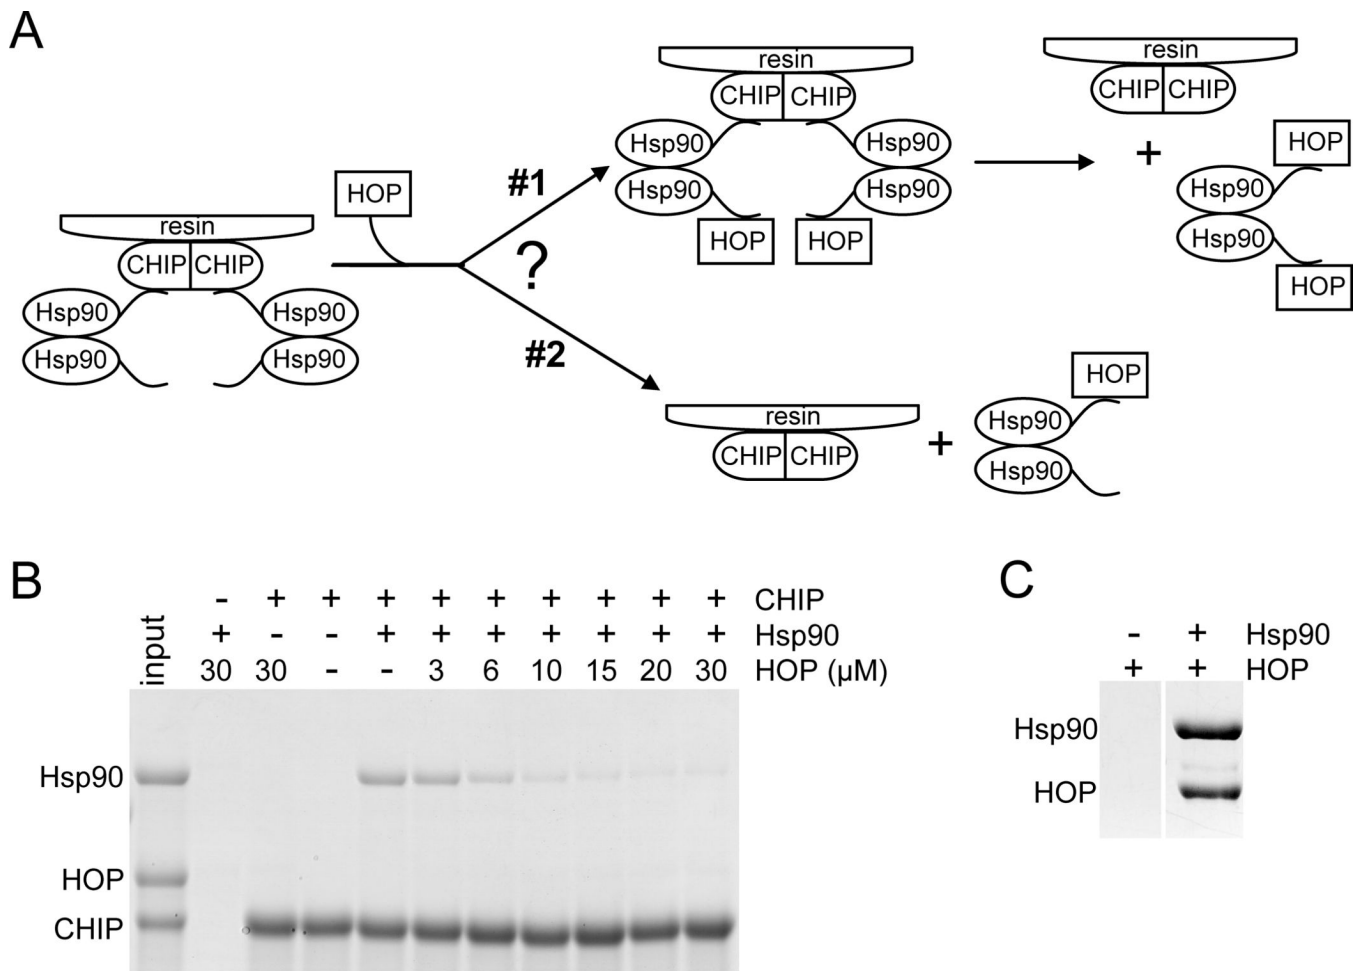 A
resin
CHIP CHIP
Hsp90 Hsp90
Hsp90 Hsp90
HOP
#1
?
#2
resin
CHIP CHIP
Hsp90 Hsp90
Hsp90 Hsp90
HOP HOP
resin
CHIP CHIP
+
HOP
Hsp90
Hsp90
HOP
resin
CHIP CHIP
+
HOP
Hsp90
Hsp90
B
input
- + + + + + + + + + CHIP
+ - - + + + + + + + Hsp90
30 30 - - 3 6 10 15 20 30 HOP (µM)
Hsp90
HOP
CHIP
C
- + Hsp90
+ + HOP
Hsp90
HOP